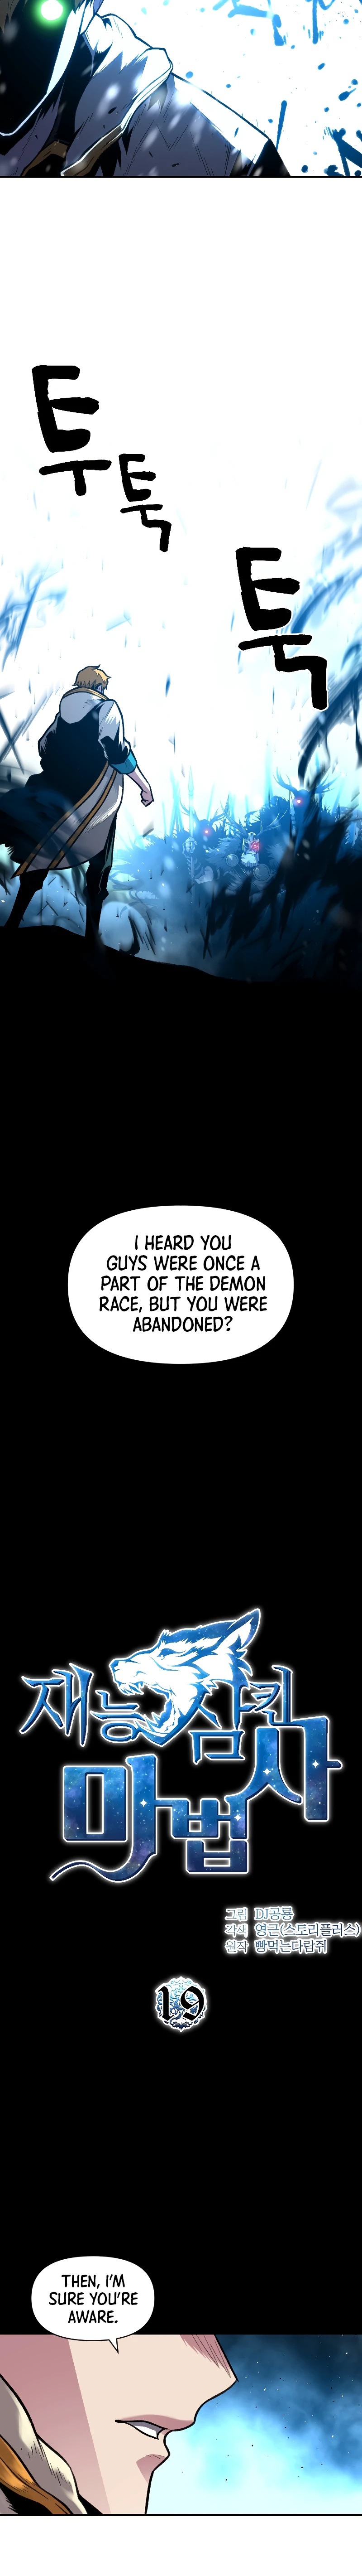 투
툭
툭
I HEARD YOU
GUYS WERE ONCE A
PART OF THE DEMON
RACE, BUT YOU WERE
ABANDONED?
재능 삼킨
마법사
그림 DJ공룡
각색 영근(스토리플러스)
원작 빵먹는다람쥐
19
THEN, I'M
SURE YOU'RE
AWARE.